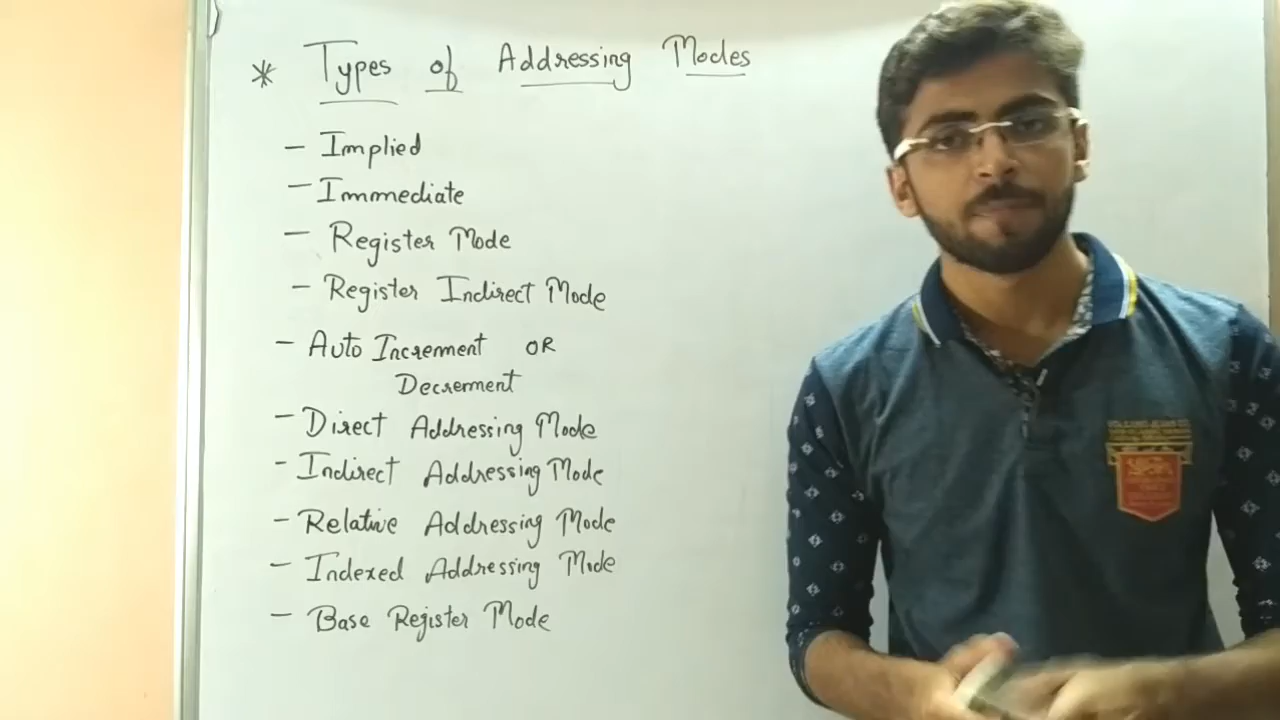 * Types of Addressing Modes
- Implied
- Immediate
- Register Mode
- Register Indirect Mode
- Auto Increment OR
Decrement
- Direct Addressing Mode
- Indirect Addressing Mode
- Relative Addressing Mode
- Indexed Addressing Mode
- Base Register Mode